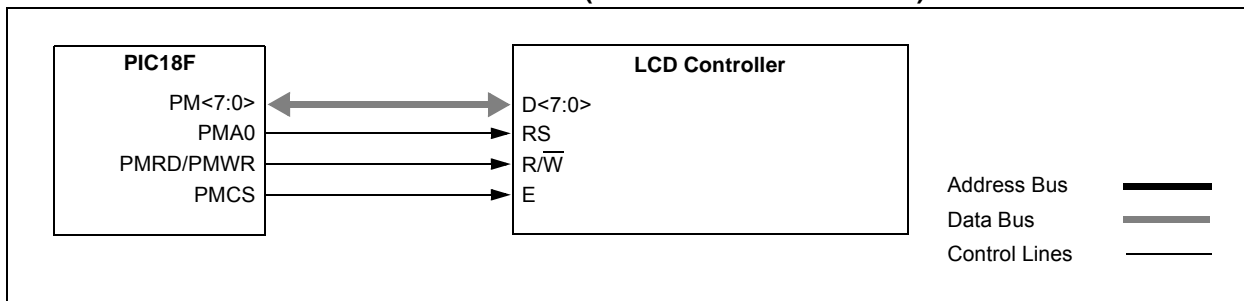 PIC18F
LCD Controller
PM<7:0>
D<7:0>
PMA0
RS
PMRD/PMWR
R/W̅
PMCS
E
Address Bus
Data Bus
Control Lines